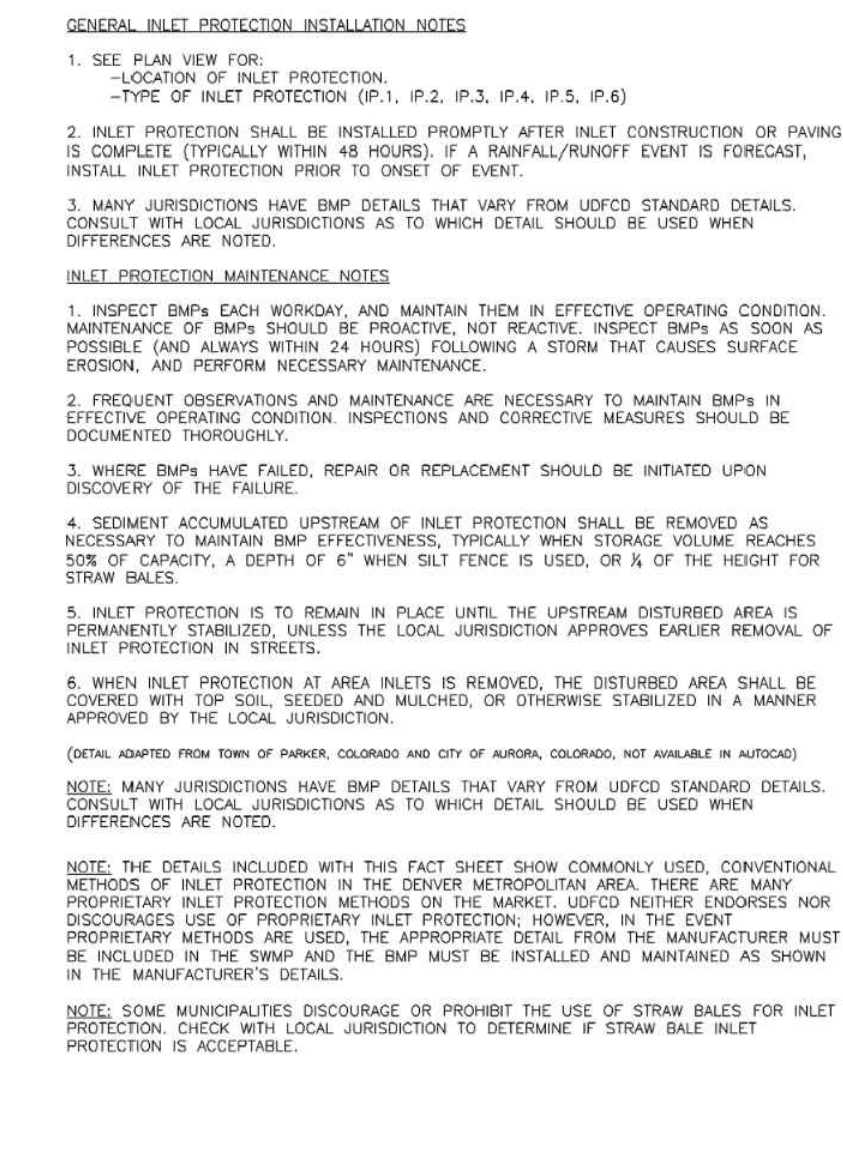 GENERAL INLET PROTECTION INSTALLATION NOTES
1. SEE PLAN VIEW FOR:
–LOCATION OF INLET PROTECTION.
–TYPE OF INLET PROTECTION (IP.1, IP.2, IP.3, IP.4, IP.5, IP.6)
2. INLET PROTECTION SHALL BE INSTALLED PROMPTLY AFTER INLET CONSTRUCTION OR PAVING
IS COMPLETE (TYPICALLY WITHIN 48 HOURS). IF A RAINFALL/RUNOFF EVENT IS FORECAST,
INSTALL INLET PROTECTION PRIOR TO ONSET OF EVENT.
3. MANY JURISDICTIONS HAVE BMP DETAILS THAT VARY FROM UDFCD STANDARD DETAILS.
CONSULT WITH LOCAL JURISDICTIONS AS TO WHICH DETAIL SHOULD BE USED WHEN
DIFFERENCES ARE NOTED.
INLET PROTECTION MAINTENANCE NOTES
1. INSPECT BMPs EACH WORKDAY, AND MAINTAIN THEM IN EFFECTIVE OPERATING CONDITION.
MAINTENANCE OF BMPs SHOULD BE PROACTIVE, NOT REACTIVE. INSPECT BMPs AS SOON AS
POSSIBLE (AND ALWAYS WITHIN 24 HOURS) FOLLOWING A STORM THAT CAUSES SURFACE
EROSION, AND PERFORM NECESSARY MAINTENANCE.
2. FREQUENT OBSERVATIONS AND MAINTENANCE ARE NECESSARY TO MAINTAIN BMPs IN
EFFECTIVE OPERATING CONDITION. INSPECTIONS AND CORRECTIVE MEASURES SHOULD BE
DOCUMENTED THOROUGHLY.
3. WHERE BMPs HAVE FAILED, REPAIR OR REPLACEMENT SHOULD BE INITIATED UPON
DISCOVERY OF THE FAILURE.
4. SEDIMENT ACCUMULATED UPSTREAM OF INLET PROTECTION SHALL BE REMOVED AS
NECESSARY TO MAINTAIN BMP EFFECTIVENESS, TYPICALLY WHEN STORAGE VOLUME REACHES
50% OF CAPACITY, A DEPTH OF 6" WHEN SILT FENCE IS USED, OR ¼ OF THE HEIGHT FOR
STRAW BALES.
5. INLET PROTECTION IS TO REMAIN IN PLACE UNTIL THE UPSTREAM DISTURBED AREA IS
PERMANENTLY STABILIZED, UNLESS THE LOCAL JURISDICTION APPROVES EARLIER REMOVAL OF
INLET PROTECTION IN STREETS.
6. WHEN INLET PROTECTION AT AREA INLETS IS REMOVED, THE DISTURBED AREA SHALL BE
COVERED WITH TOP SOIL, SEEDED AND MULCHED, OR OTHERWISE STABILIZED IN A MANNER
APPROVED BY THE LOCAL JURISDICTION.
(DETAIL ADAPTED FROM TOWN OF PARKER, COLORADO AND CITY OF AURORA, COLORADO, NOT AVAILABLE IN AUTOCAD)
NOTE: MANY JURISDICTIONS HAVE BMP DETAILS THAT VARY FROM UDFCD STANDARD DETAILS.
CONSULT WITH LOCAL JURISDICTIONS AS TO WHICH DETAIL SHOULD BE USED WHEN
DIFFERENCES ARE NOTED.
NOTE: THE DETAILS INCLUDED WITH THIS FACT SHEET SHOW COMMONLY USED, CONVENTIONAL
METHODS OF INLET PROTECTION IN THE DENVER METROPOLITAN AREA. THERE ARE MANY
PROPRIETARY INLET PROTECTION METHODS ON THE MARKET. UDFCD NEITHER ENDORSES NOR
DISCOURAGES USE OF PROPRIETARY INLET PROTECTION; HOWEVER, IN THE EVENT
PROPRIETARY METHODS ARE USED, THE APPROPRIATE DETAIL FROM THE MANUFACTURER MUST
BE INCLUDED IN THE SWMP AND THE BMP MUST BE INSTALLED AND MAINTAINED AS SHOWN
IN THE MANUFACTURER'S DETAILS.
NOTE: SOME MUNICIPALITIES DISCOURAGE OR PROHIBIT THE USE OF STRAW BALES FOR INLET
PROTECTION. CHECK WITH LOCAL JURISDICTION TO DETERMINE IF STRAW BALE INLET
PROTECTION IS ACCEPTABLE.